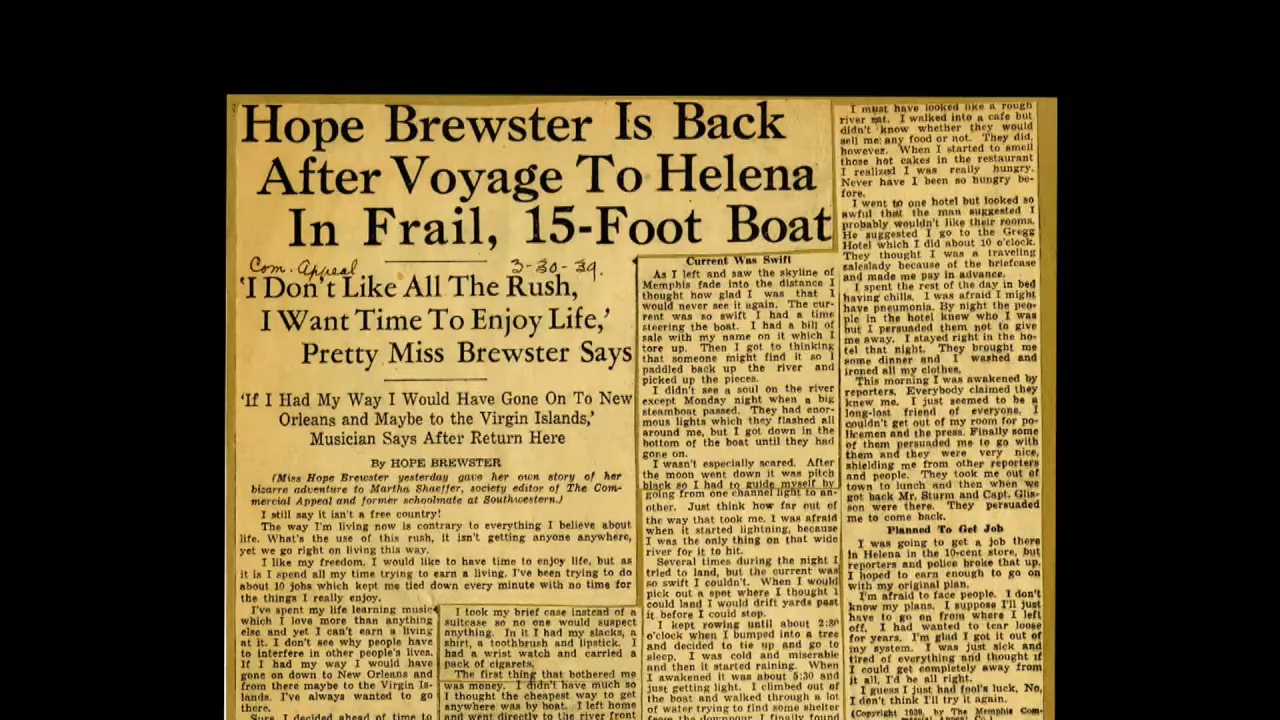 Hope Brewster Is Back
After Voyage To Helena
In Frail, 15-Foot Boat
Com. Appeal 3-30-39.
'I Don't Like All The Rush,
I Want Time To Enjoy Life,'
Pretty Miss Brewster Says
'If I Had My Way I Would Have Gone On To New
Orleans and Maybe to the Virgin Islands,'
Musician Says After Return Here
By HOPE BREWSTER
(Miss Hope Brewster yesterday gave her own story of her
bizarre adventure to Martha Shaeffer, society editor of The Com-
mercial Appeal and former schoolmate at Southwestern.)
I still say it isn't a free country!
The way I'm living now is contrary to everything I believe about
life. What's the use of this rush, it isn't getting anyone anywhere,
yet we go right on living this way.
I like my freedom. I would like to have time to enjoy life, but as
it is I spend all my time trying to earn a living. I've been trying to do
about 10 jobs which kept me tied down every minute with no time for
the things I really enjoy.
I've spent my life learning music
which I love more than anything
else and yet I can't earn a living
at it. I don't see why people have
to interfere in other people's lives.
If I had my way I would have
gone on down to New Orleans and
from there maybe to the Virgin Is-
lands. I've always wanted to go
there.
Sure, I decided ahead of time to
I took my brief case instead of a
suitcase so no one would suspect
anything. In it I had my slacks, a
shirt, a toothbrush and lipstick. I
had a wrist watch and carried a
pack of cigarets.
The first thing that bothered me
was money. I didn't have much so
I thought the cheapest way to get
anywhere was by boat. I left home
and went directly to the river front
Current Was Swift
As I left and saw the skyline of
Memphis fade into the distance I
thought how glad I was that I
would never see it again. The cur-
rent was so swift I had a time
steering the boat. I had a bill of
sale with my name on it which I
tore up. Then I got to thinking
that someone might find it so I
paddled back up the river and
picked up the pieces.
I didn't see a soul on the river
except Monday night when a big
steamboat passed. They had enor-
mous lights which they flashed all
around me, but I got down in the
bottom of the boat until they had
gone on.
I wasn't especially scared. After
the moon went down it was pitch
black so I had to guide myself by
going from one channel light to an-
other. Just think how far out of
the way that took me. I was afraid
when it started lightning, because
I was the only thing on that wide
river for it to hit.
Several times during the night I
tried to land, but the current was
so swift I couldn't. When I would
pick out a spot where I thought I
could land I would drift yards past
it before I could stop.
I kept rowing until about 2:30
o'clock when I bumped into a tree
and decided to tie up and go to
sleep. I was cold and miserable
and then it started raining. When
I awakened it was about 5:30 and
just getting light. I climbed out of
the boat and walked through a lot
of water trying to find some shelter
from the downpour. I finally found
I must have looked like a rough
river rat. I walked into a cafe but
didn't know whether they would
sell me any food or not. They did,
however. When I started to smell
those hot cakes in the restaurant
I realized I was really hungry.
Never have I been so hungry be-
fore.
I went to one hotel but looked so
awful that the man suggested I
probably wouldn't like their rooms.
He suggested I go to the Gregg
Hotel which I did about 10 o'clock.
They thought I was a traveling
saleslady because of the briefcase
and made me pay in advance.
I spent the rest of the day in bed
having chills. I was afraid I might
have pneumonia. By night the peo-
ple in the hotel knew who I was
but I persuaded them not to give
me away. I stayed right in the ho-
tel that night. They brought me
some dinner and I washed and
ironed all my clothes.
This morning I was awakened by
reporters. Everybody claimed they
knew me. I just seemed to be a
long-lost friend of everyone. I
couldn't get out of my room for po-
licemen and the press. Finally some
of them persuaded me to go with
them and they were very nice,
shielding me from other reporters
and people. They took me out of
town to lunch and then when we
got back Mr. Sturm and Capt. Glis-
son were there. They persuaded
me to come back.
Planned To Get Job
I was going to get a job there
in Helena in the 10-cent store, but
reporters and police broke that up.
I hoped to earn enough to go on
with my original plan.
I'm afraid to face people. I don't
know my plans. I suppose I'll just
have to go on from where I left
off. I had wanted to tear loose
for years. I'm glad I got it out of
my system. I was just sick and
tired of everything and thought if
I could get completely away from
it all, I'd be all right.
I guess I just had fool's luck. No,
I don't think I'll try it again.
(Copyright 1939, by The Memphis Com-
mercial Appeal Co.)